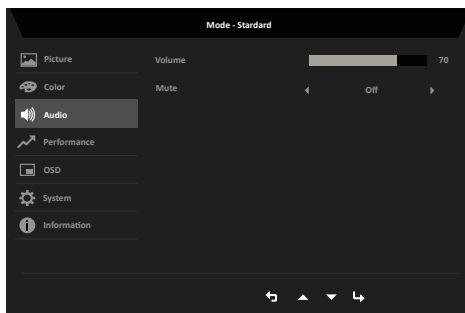 Mode - Stardard
Picture
Volume 70
Color
Mute Off
Audio
Performance
OSD
System
Information